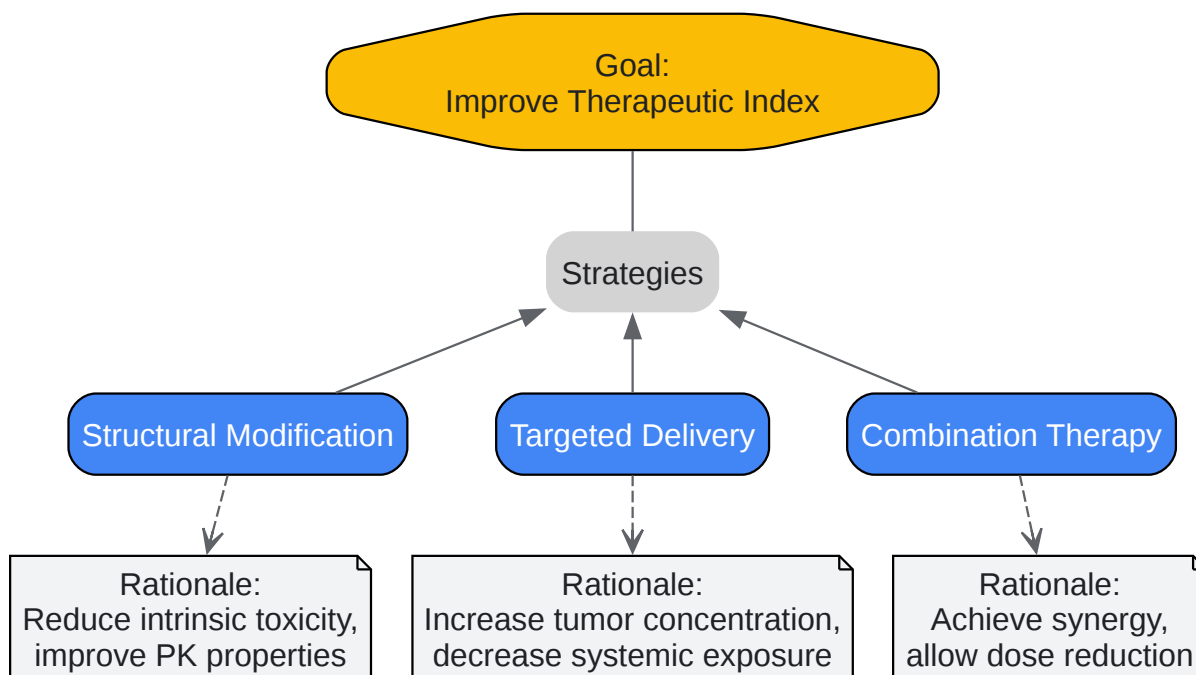 Goal:
Improve Therapeutic Index
Strategies
Structural Modification
Targeted Delivery
Combination Therapy
Rationale:
Reduce intrinsic toxicity,
improve PK properties
Rationale:
Increase tumor concentration,
decrease systemic exposure
Rationale:
Achieve synergy,
allow dose reduction